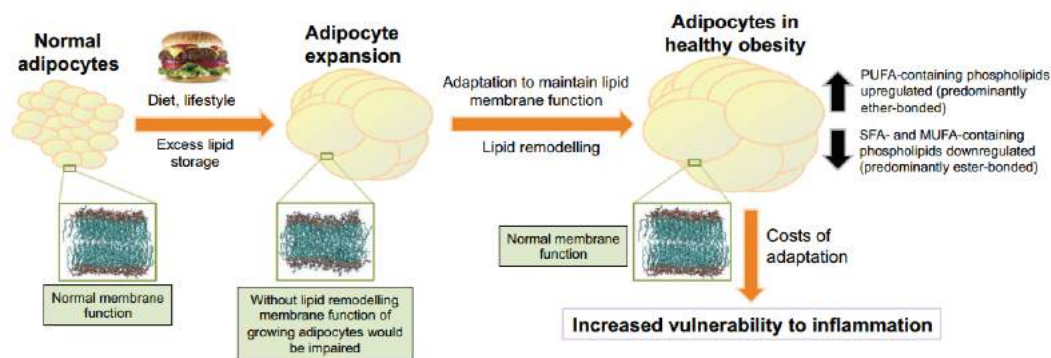 Normal
adipocytes
Diet, lifestyle
Excess lipid
storage
Normal membrane
function
Adipocyte
expansion
Without lipid remodelling
membrane function of
growing adipocytes would
be impaired
Adaptation to maintain lipid
membrane function
Lipid remodelling
Adipocytes in
healthy obesity
Normal membrane
function
PUFA-containing phospholipids
upregulated (predominantly
ether-bonded)
SFA- and MUFA-containing
phospholipids downregulated
(predominantly ester-bonded)
Costs of
adaptation
Increased vulnerability to inflammation